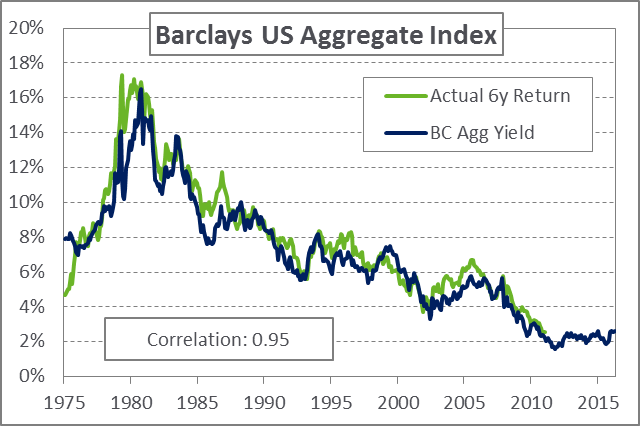 Barclays US Aggregate Index
20%
18%
16%
14%
12%
10%
8%
6%
4%
2%
0%
Actual 6y Return
BC Agg Yield
Correlation: 0.95
1975 1980 1985 1990 1995 2000 2005 2010 2015